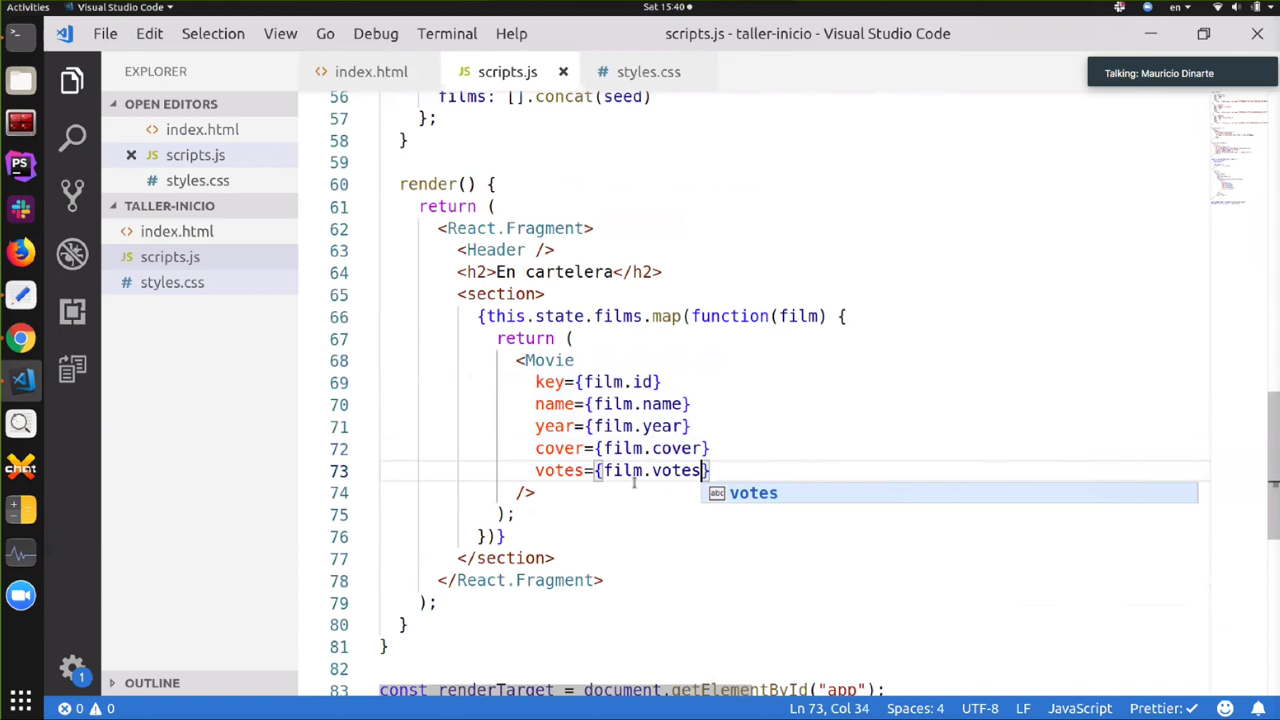 Activities
Visual Studio Code
Sat 15:40
en
File Edit Selection View Go Debug Terminal Help
scripts.js - taller-inicio - Visual Studio Code
Talking: Mauricio Dinarte
EXPLORER
OPEN EDITORS
index.html
scripts.js
styles.css
TALLER-INICIO
index.html
scripts.js
styles.css
OUTLINE
index.html
scripts.js
styles.css
56 films: [].concat(seed)
57 };
58 }
59
60 render() {
61 return (
62 <React.Fragment>
63 <Header />
64 <h2>En cartelera</h2>
65 <section>
66 {this.state.films.map(function(film) {
67 return (
68 <Movie
69 key={film.id}
70 name={film.name}
71 year={film.year}
72 cover={film.cover}
73 votes={film.votes}
74 />
abc votes
75 );
76 })}
77 </section>
78 </React.Fragment>
79 );
80 }
81 }
82
83 const renderTarget = document.getElementById("app");
PS
chat
1
0 0
Ln 73, Col 34 Spaces: 4 UTF-8 LF JavaScript Prettier: ✓